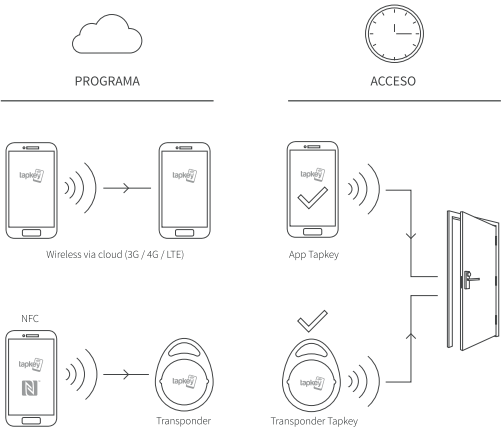 PROGRAMA
ACCESO
tapkey
tapkey
tapkey
Wireless via cloud (3G / 4G / LTE)
App Tapkey
NFC
tapkey
tapkey
tapkey
Transponder
Transponder Tapkey